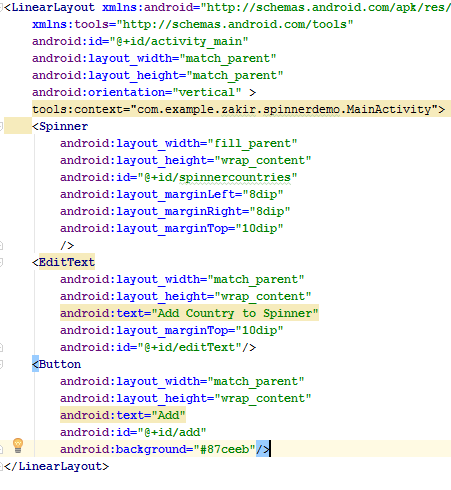 <LinearLayout xmlns:android="http://schemas.android.com/apk/res/
xmlns:tools="http://schemas.android.com/tools"
android:id="@+id/activity_main"
android:layout_width="match_parent"
android:layout_height="match_parent"
android:orientation="vertical" >
tools:context="com.example.zakir.spinnerdemo.MainActivity">
<Spinner
android:layout_width="fill_parent"
android:layout_height="wrap_content"
android:id="@+id/spinnercountries"
android:layout_marginLeft="8dip"
android:layout_marginRight="8dip"
android:layout_marginTop="10dip"
/>
<EditText
android:layout_width="match_parent"
android:layout_height="wrap_content"
android:text="Add Country to Spinner"
android:layout_marginTop="10dip"
android:id="@+id/editText"/>
<Button
android:layout_width="match_parent"
android:layout_height="wrap_content"
android:text="Add"
android:id="@+id/add"
android:background="#87ceeb"/>
</LinearLayout>